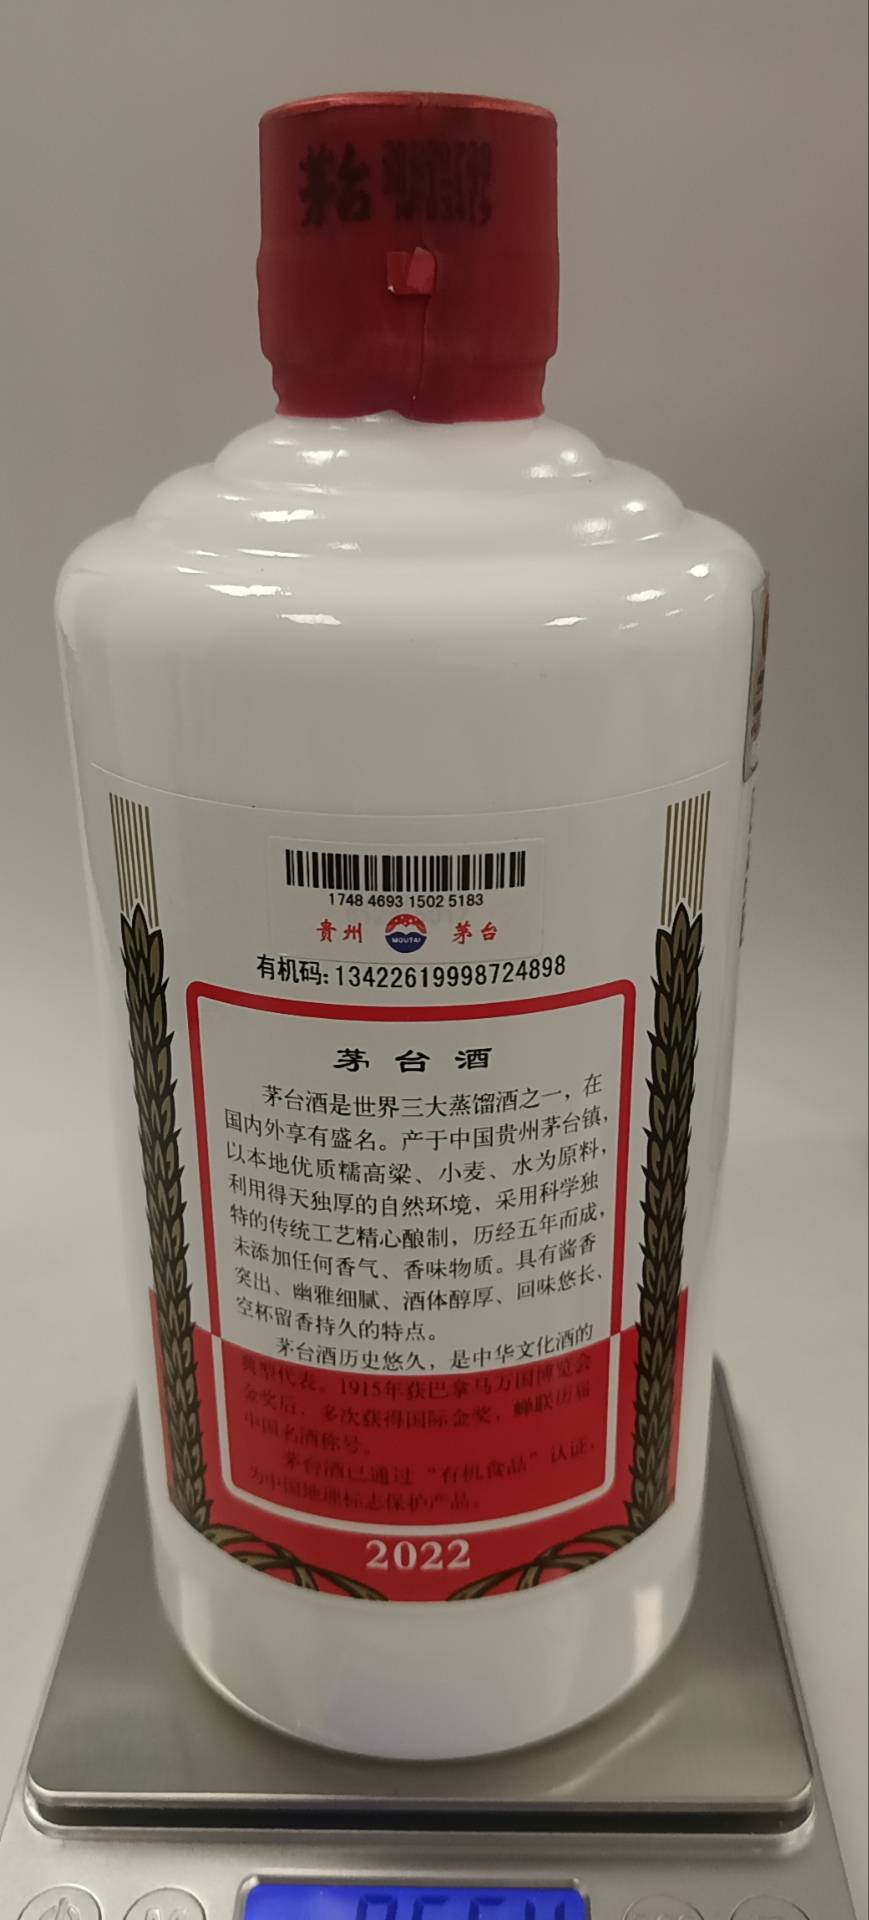 茅台
1748 4693 1502 5183
贵州 MOUTAI 茅台
有机码:13422619998724898
茅台酒
茅台酒是世界三大蒸馏酒之一，在
国内外享有盛名。产于中国贵州茅台镇，
以本地优质糯高粱、小麦、水为原料，
利用得天独厚的自然环境，采用科学独
特的传统工艺精心酿制，历经五年而成，
未添加任何香气、香味物质。具有酱香
突出、幽雅细腻、酒体醇厚、回味悠长、
空杯留香持久的特点。
茅台酒历史悠久，是中华文化酒的
典型代表。1915年获巴拿马万国博览会
金奖后，多次获得国际金奖，蝉联历届
中国名酒称号。
茅台酒已通过“有机食品”认证，
为中国地理标志保护产品。
2022